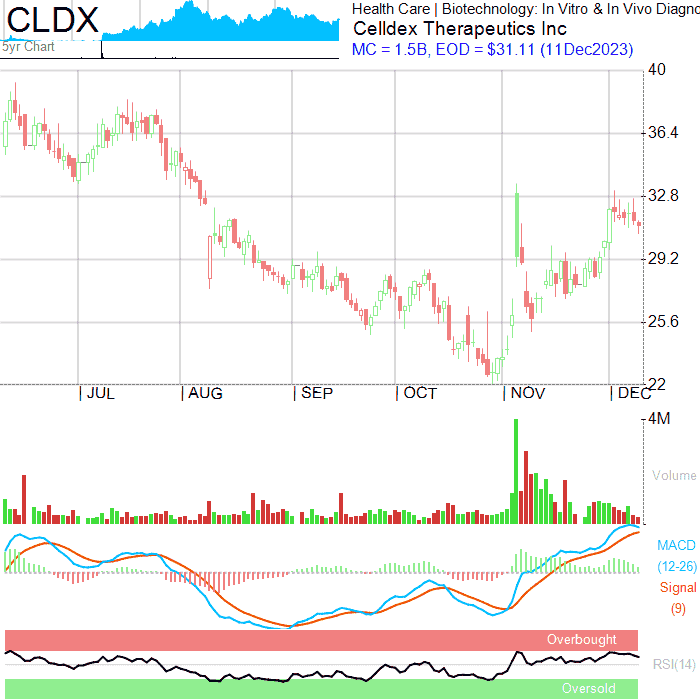 CLDX
5yr Chart
Health Care | Biotechnology: In Vitro & In Vivo Diagno
Celldex Therapeutics Inc
MC = 1.5B, EOD = $31.11 (11Dec2023)
40
36.4
32.8
29.2
25.6
22
JUL AUG SEP OCT NOV DEC
4M
Volume
MACD
(12-26)
Signal
(9)
Overbought
RSI(14)
Oversold